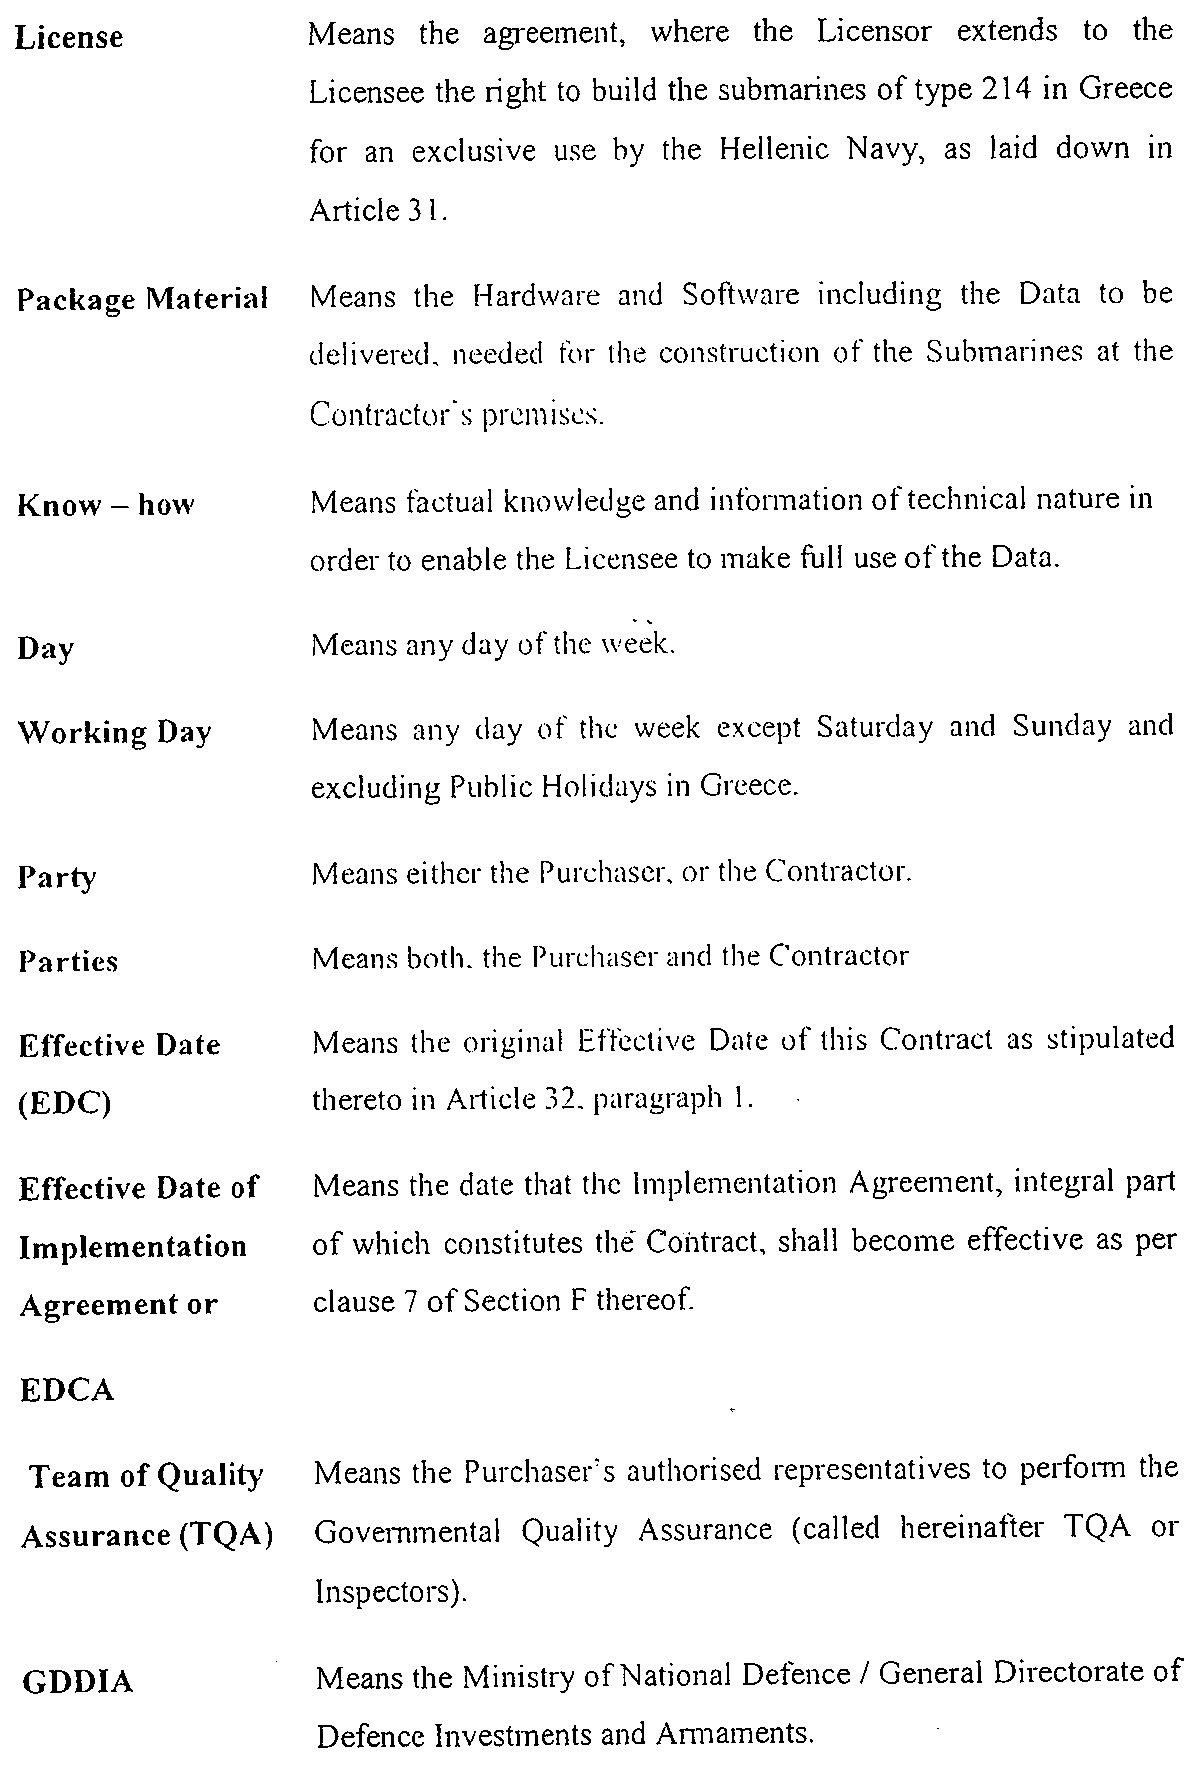 License Means the agreement, where the Licensor extends to the
Licensee the right to build the submarines of type 214 in Greece
for an exclusive use by the Hellenic Navy, as laid down in
Article 31.
Package Material Means the Hardware and Software including the Data to be
delivered, needed for the construction of the Submarines at the
Contractor's premises.
Know – how Means factual knowledge and information of technical nature in
order to enable the Licensee to make full use of the Data.
Day Means any day of the week.
Working Day Means any day of the week except Saturday and Sunday and
excluding Public Holidays in Greece.
Party Means either the Purchaser, or the Contractor.
Parties Means both, the Purchaser and the Contractor
Effective Date Means the original Effective Date of this Contract as stipulated
(EDC) thereto in Article 32, paragraph 1.
Effective Date of Means the date that the Implementation Agreement, integral part
Implementation of which constitutes the Contract, shall become effective as per
Agreement or clause 7 of Section F thereof.
EDCA
Team of Quality Means the Purchaser's authorised representatives to perform the
Assurance (TQA) Governmental Quality Assurance (called hereinafter TQA or
Inspectors).
GDDIA Means the Ministry of National Defence / General Directorate of
Defence Investments and Armaments.